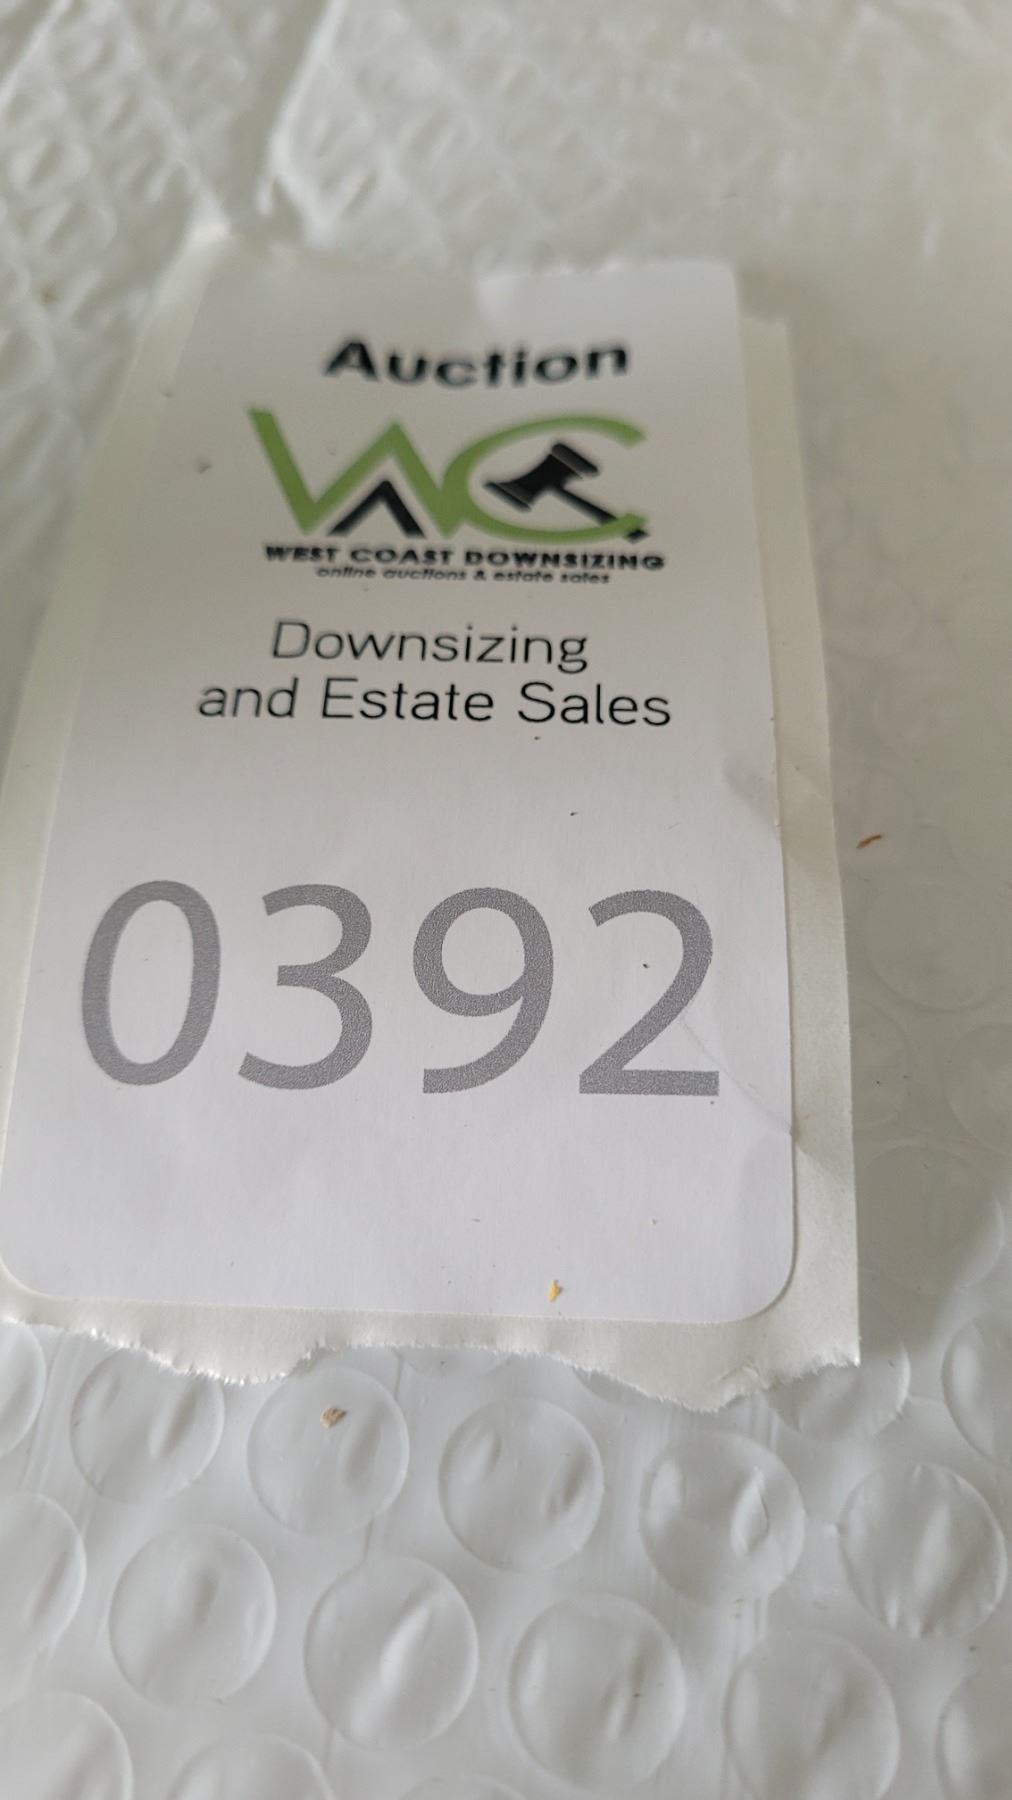 Auction
WC
WEST COAST DOWNSIZING
online auctions & estate sales
Downsizing
and Estate Sales
0392